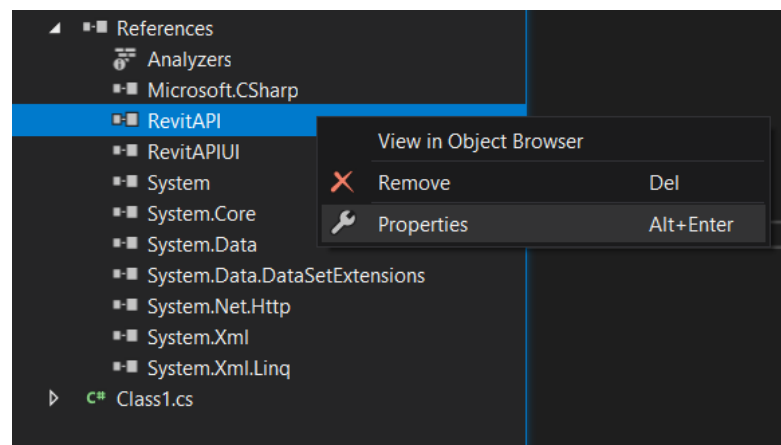 References
Analyzers
Microsoft.CSharp
RevitAPI
RevitAPIUI
System
System.Core
System.Data
System.Data.DataSetExtensions
System.Net.Http
System.Xml
System.Xml.Linq
C# Class1.cs
View in Object Browser
Remove Del
Properties Alt+Enter